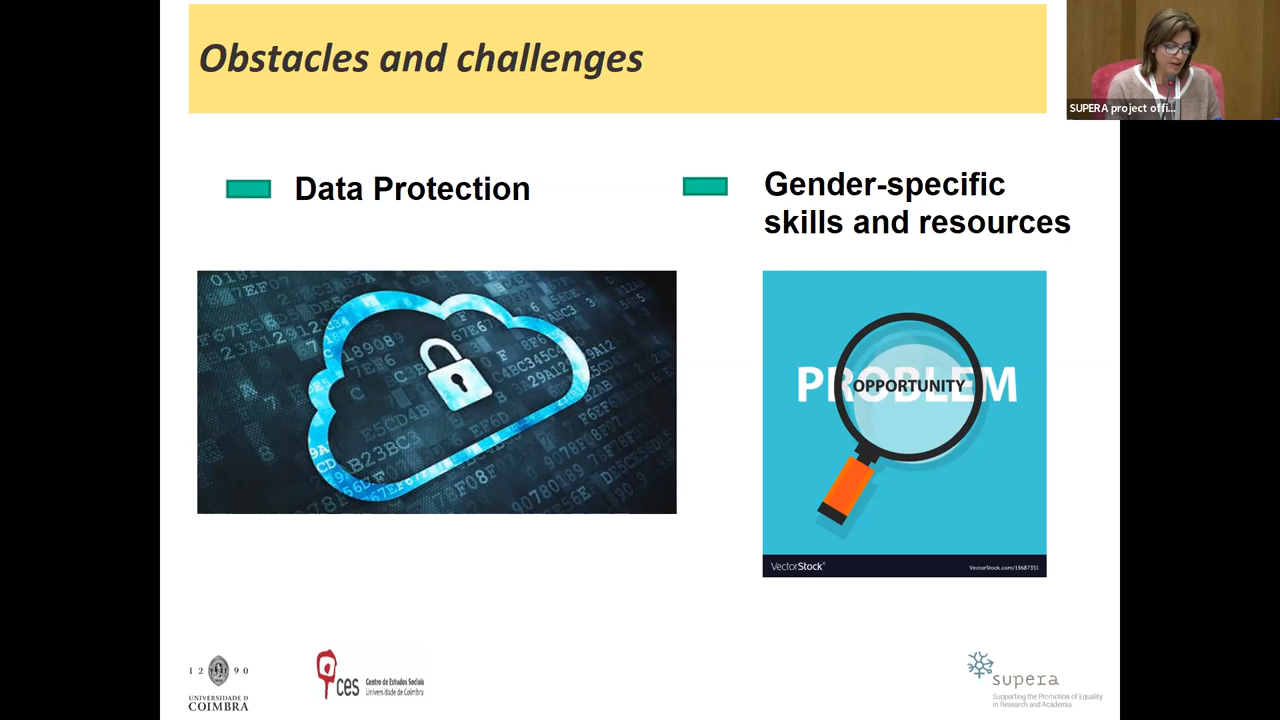 Obstacles and challenges
SUPERA project offi...
Data Protection
Gender-specific
skills and resources
PROBLEM
OPPORTUNITY
VectorStock®
VectorStock.com/13687351
12 90
UNIVERSIDADE D
COIMBRA
ces
Centro de Estudos Sociais
Universidade de Coimbra
supera
Supporting the Promotion of Equality
in Research and Academia